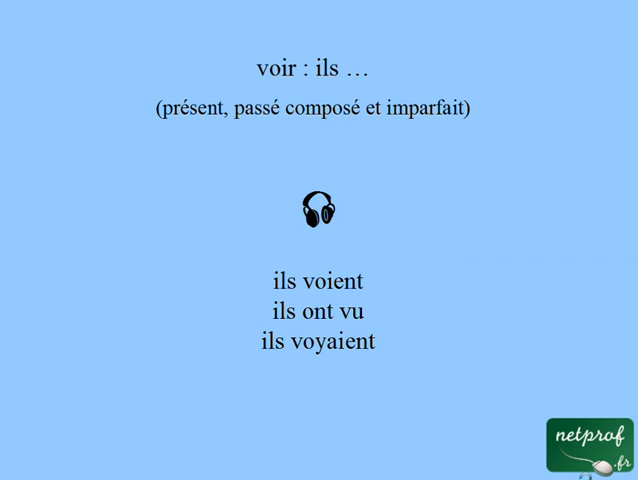 voir : ils …
(présent, passé composé et imparfait)
ils voient
ils ont vu
ils voyaient
netprof
.fr